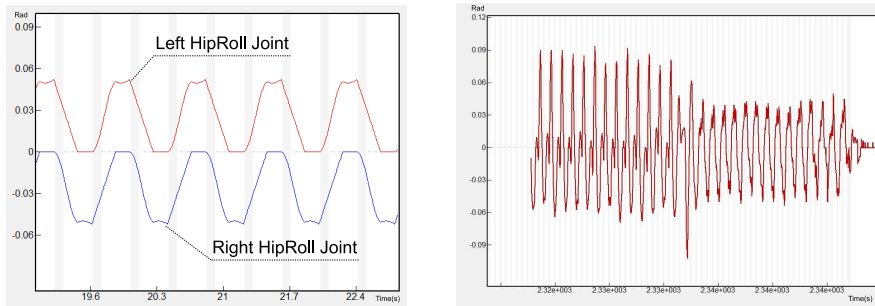 Rad
0.09
Left HipRoll Joint
0.06
0.03
0
-0.03
-0.06
Right HipRoll Joint
19.6 20.3 21 21.7 22.4 Time(s)
Rad
0.12
0.09
0.06
0.03
0
-0.03
-0.06
0.09
2.32e+003 2.33e+003 2.33e+003 2.34e+003 2.34e+003 2.34e+003 Time(s)